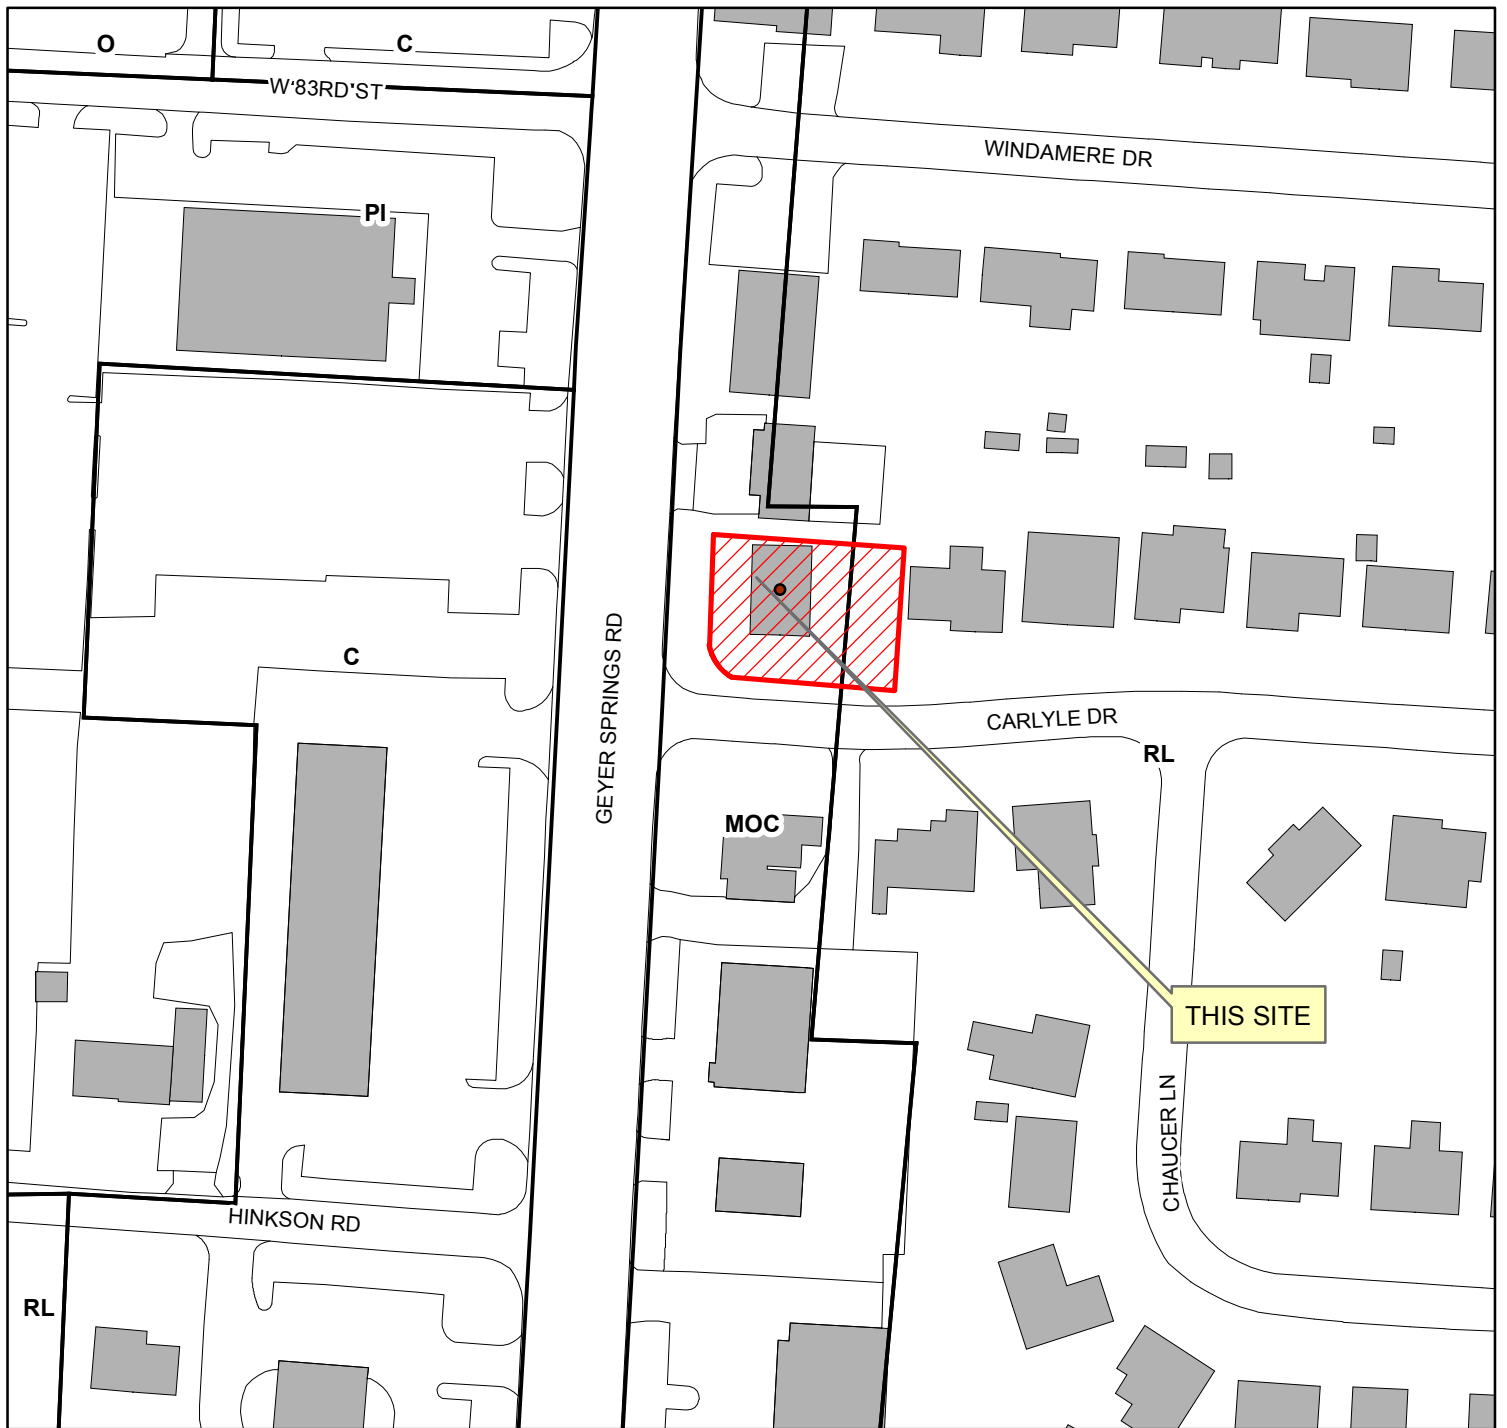 O
C
W 83RD ST
WINDAMERE DR
PI
GEYER SPRINGS RD
C
CARLYLE DR
RL
MOC
THIS SITE
CHAUCER LN
HINKSON RD
RL